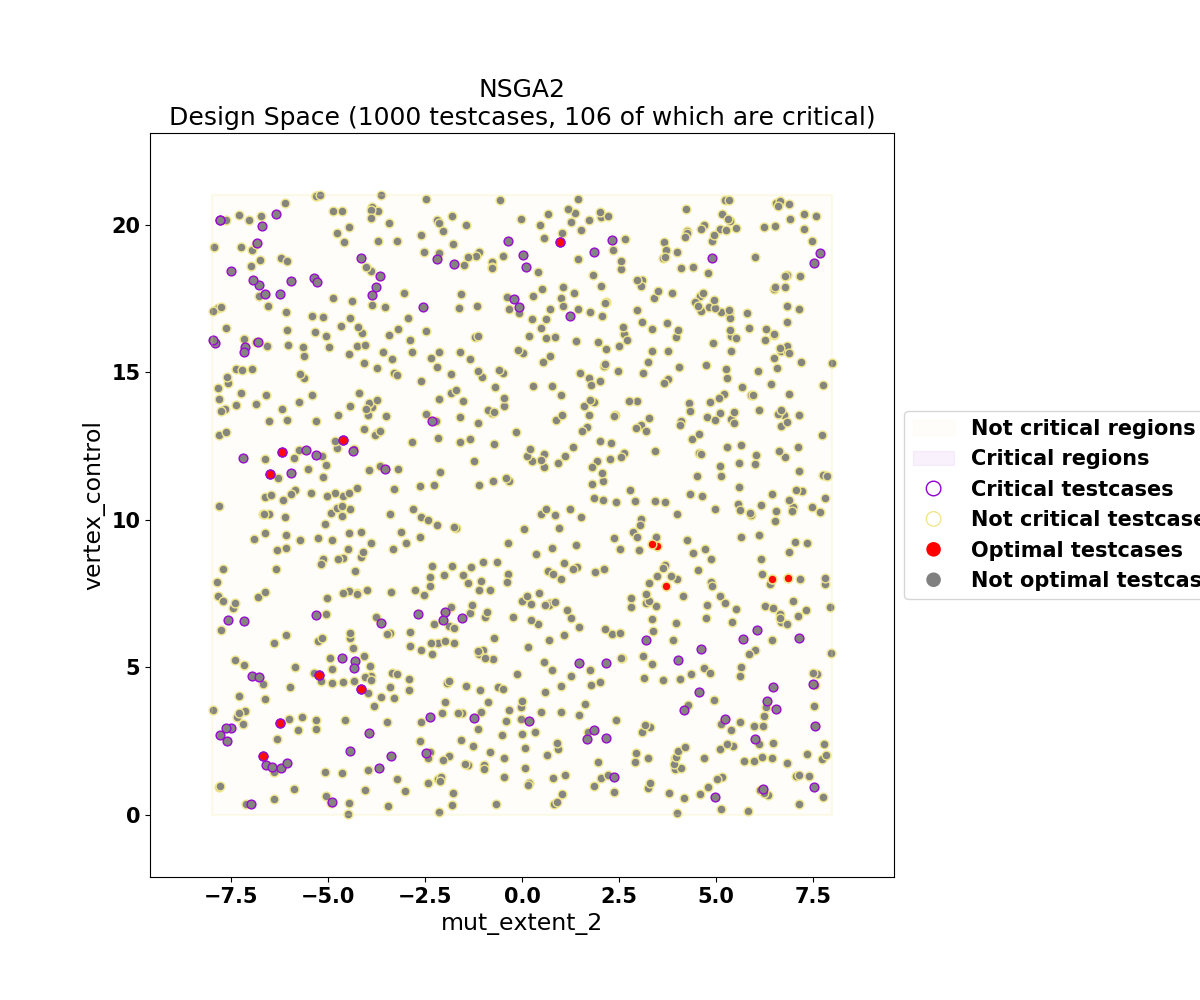 NSGA2
Design Space (1000 testcases, 106 of which are critical)
20
15
10
5
0
vertex_control
−7.5 −5.0 −2.5 0.0 2.5 5.0 7.5
mut_extent_2
Not critical regions
Critical regions
Critical testcases
Not critical testcase
Optimal testcases
Not optimal testcas